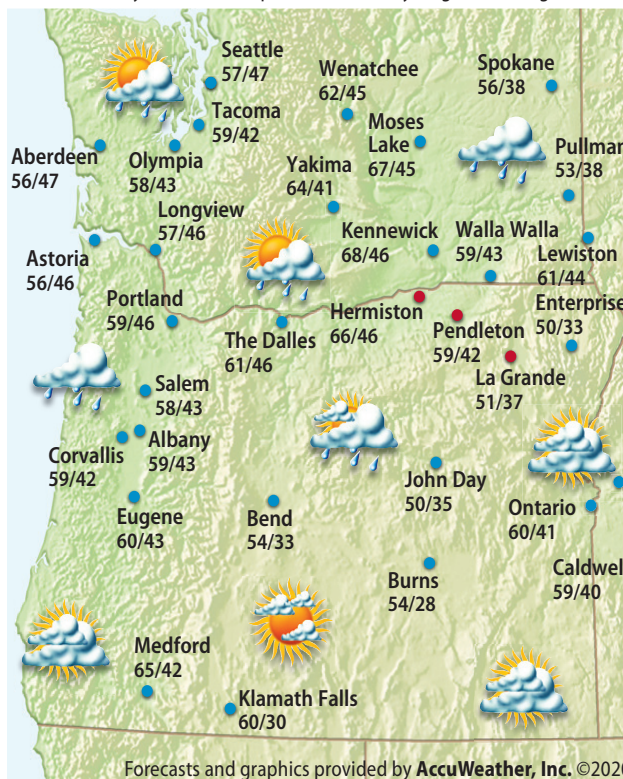 Seattle
57/47
Wenatchee
62/45
Spokane
56/38
Tacoma
59/42
Moses
Lake
67/45
Pullman
53/38
Aberdeen
56/47
Olympia
58/43
Yakima
64/41
Longview
57/46
Kennewick
68/46
Walla Walla
59/43
Lewiston
61/44
Astoria
56/46
Portland
59/46
The Dalles
61/46
Hermiston
66/46
Pendleton
59/42
Enterprise
50/33
La Grande
51/37
Salem
58/43
Albany
59/43
Corvallis
59/42
Eugene
60/43
Bend
54/33
John Day
50/35
Ontario
60/41
Burns
54/28
Caldwel
59/40
Medford
65/42
Klamath Falls
60/30
Forecasts and graphics provided by AccuWeather, Inc. ©2020